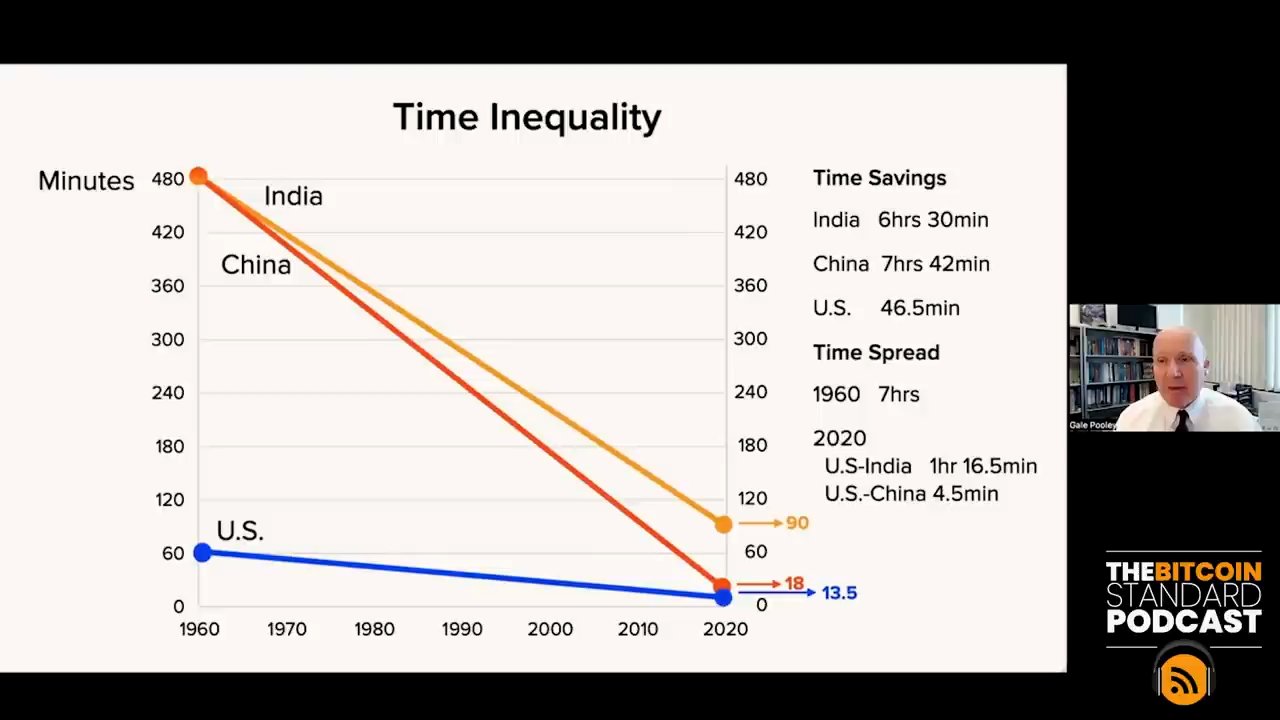 Time Inequality
Minutes
480
420
360
300
240
180
120
60
0
India
China
U.S.
1960 1970 1980 1990 2000 2010 2020
480
420
360
300
240
180
120
60
0
90
18
13.5
Time Savings
India 6hrs 30min
China 7hrs 42min
U.S. 46.5min
Time Spread
1960 7hrs
2020
U.S-India 1hr 16.5min
U.S.-China 4.5min
Gale Pooley
THEBITCOIN
STANDARD
PODCAST